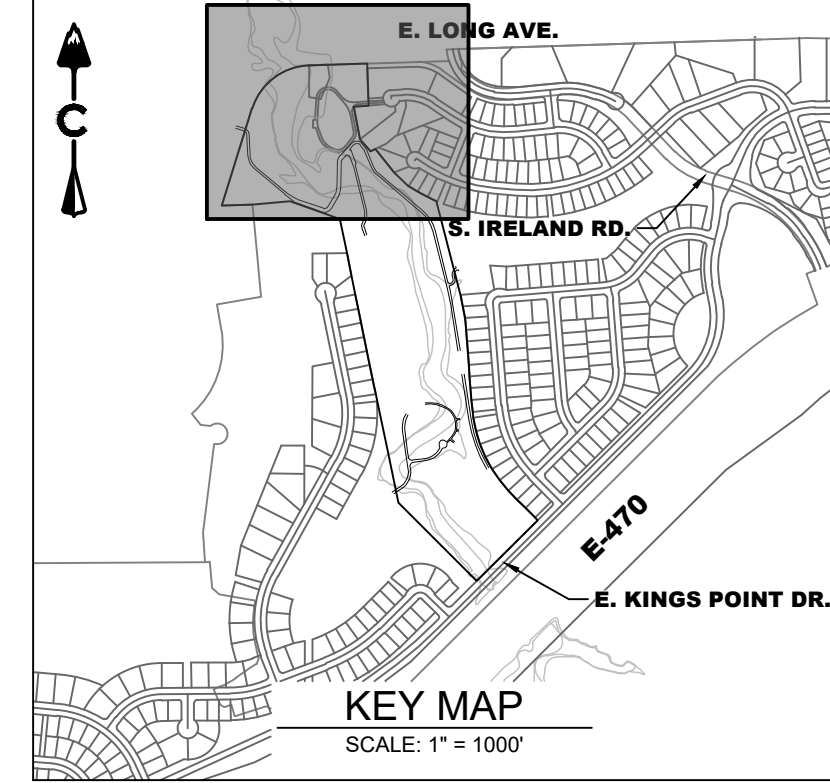 E. LONG AVE.
C
S. IRELAND RD.
E-470
E. KINGS POINT DR.
KEY MAP
SCALE: 1" = 1000'